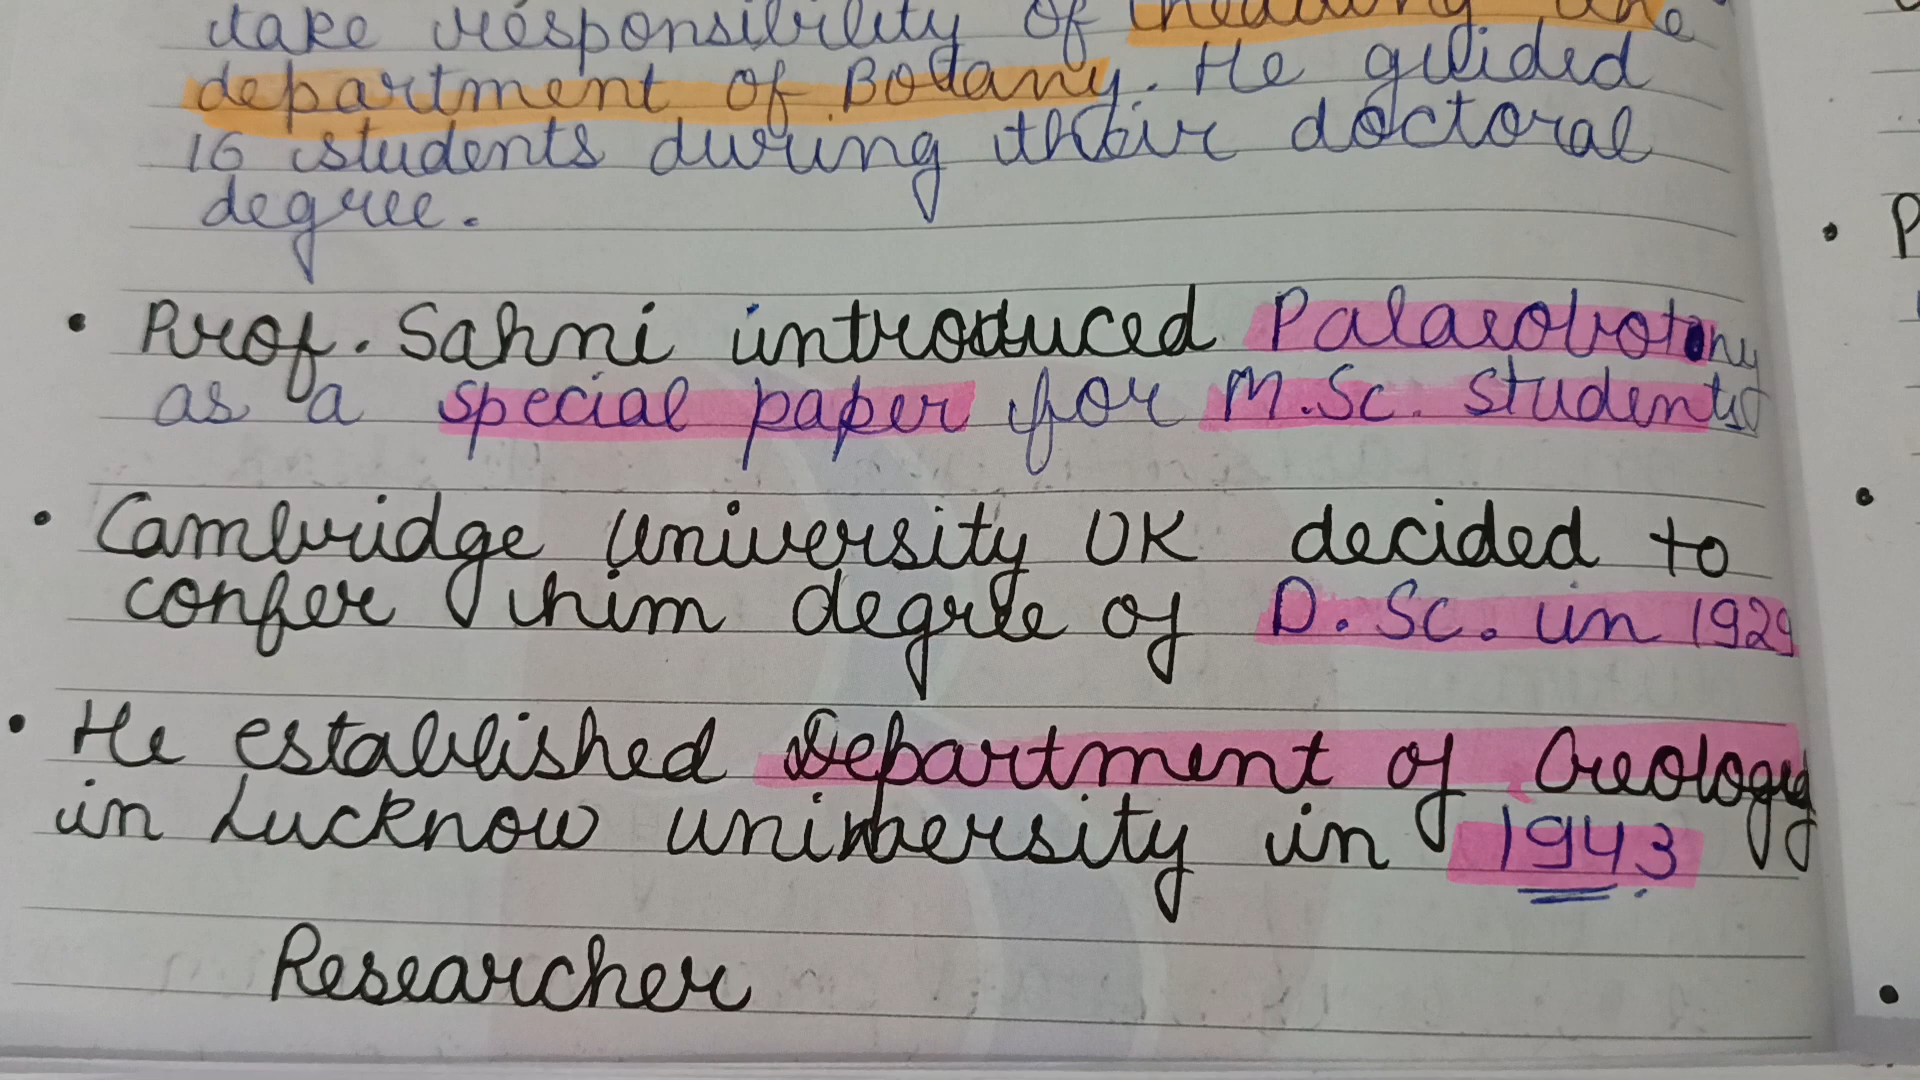 take responsibility of heading the
department of Botany. He guided
16 students during their doctoral
degree.
• Prof. Sahni introduced Palaeobotany
as a special paper for M.Sc. students
• Cambridge University UK decided to
confer him degree of D.Sc. in 1929
• He established Department of Geology
in Lucknow university in 1943
Researcher
• P
•
•